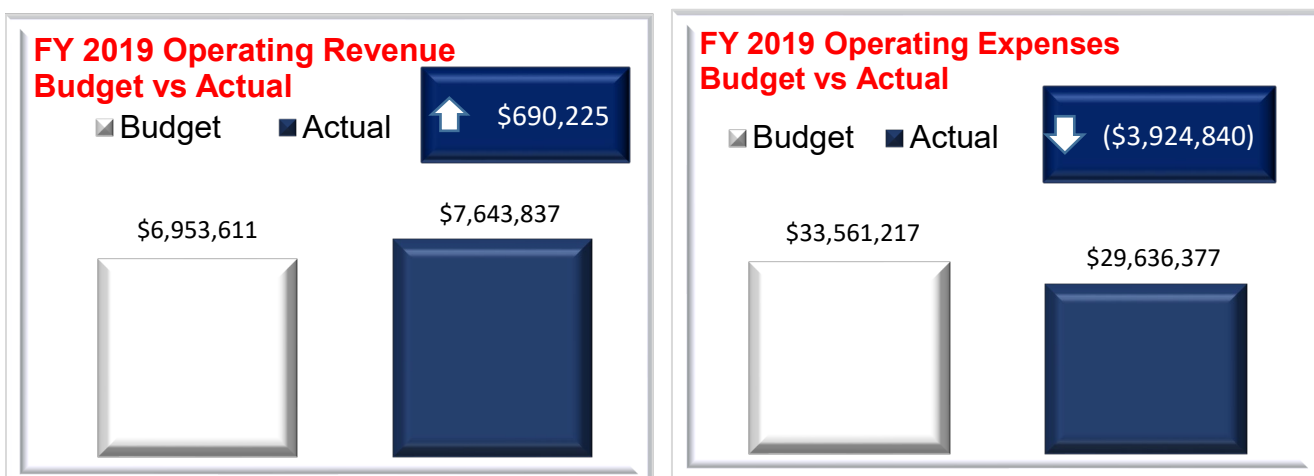 FY 2019 Operating Revenue
Budget vs Actual
Budget Actual
$690,225
$6,953,611
$7,643,837
FY 2019 Operating Expenses
Budget vs Actual
Budget Actual
($3,924,840)
$33,561,217
$29,636,377